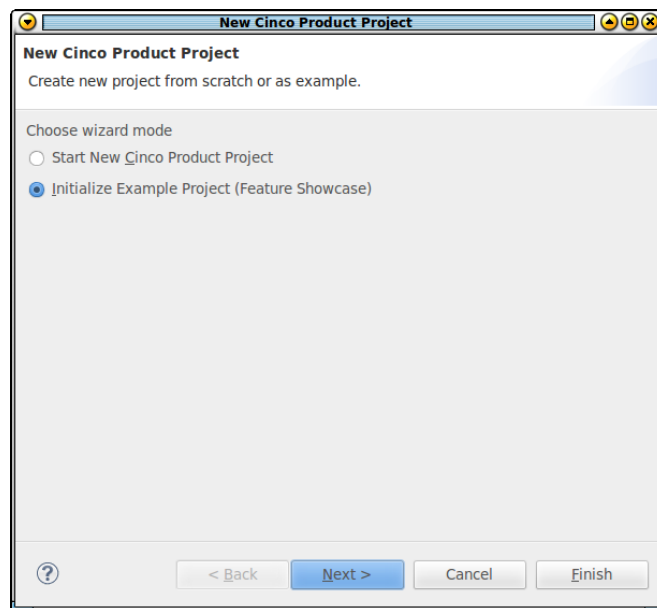 New Cinco Product Project
New Cinco Product Project
Create new project from scratch or as example.
Choose wizard mode
Start New Cinco Product Project
Initialize Example Project (Feature Showcase)
? < Back Next > Cancel Finish